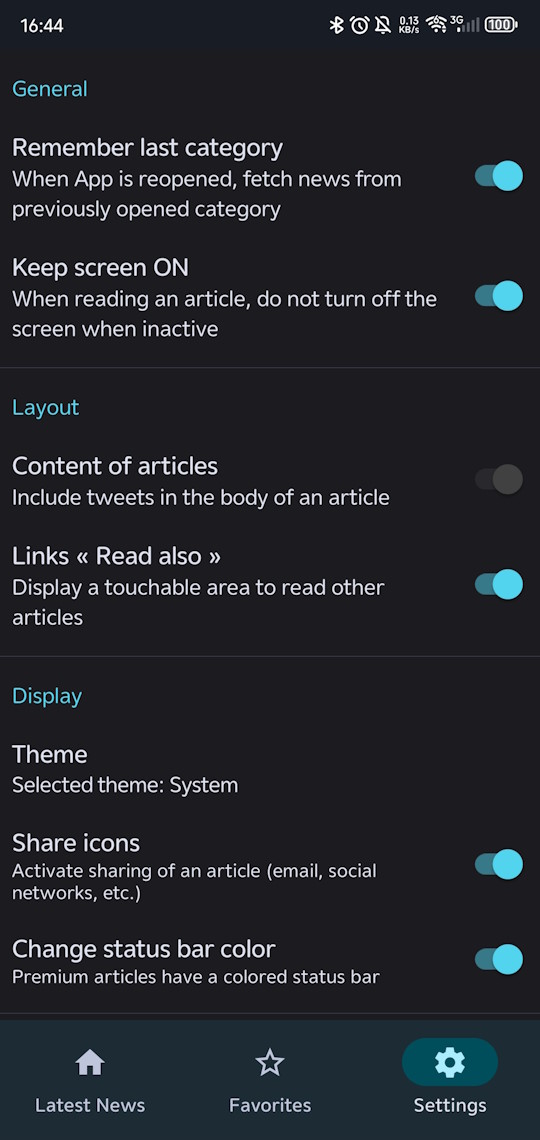 16:44
0.13
KB/s
3G
100
General
Remember last category
When App is reopened, fetch news from
previously opened category
Keep screen ON
When reading an article, do not turn off the
screen when inactive
Layout
Content of articles
Include tweets in the body of an article
Links « Read also »
Display a touchable area to read other
articles
Display
Theme
Selected theme: System
Share icons
Activate sharing of an article (email, social
networks, etc.)
Change status bar color
Premium articles have a colored status bar
Latest News
Favorites
Settings